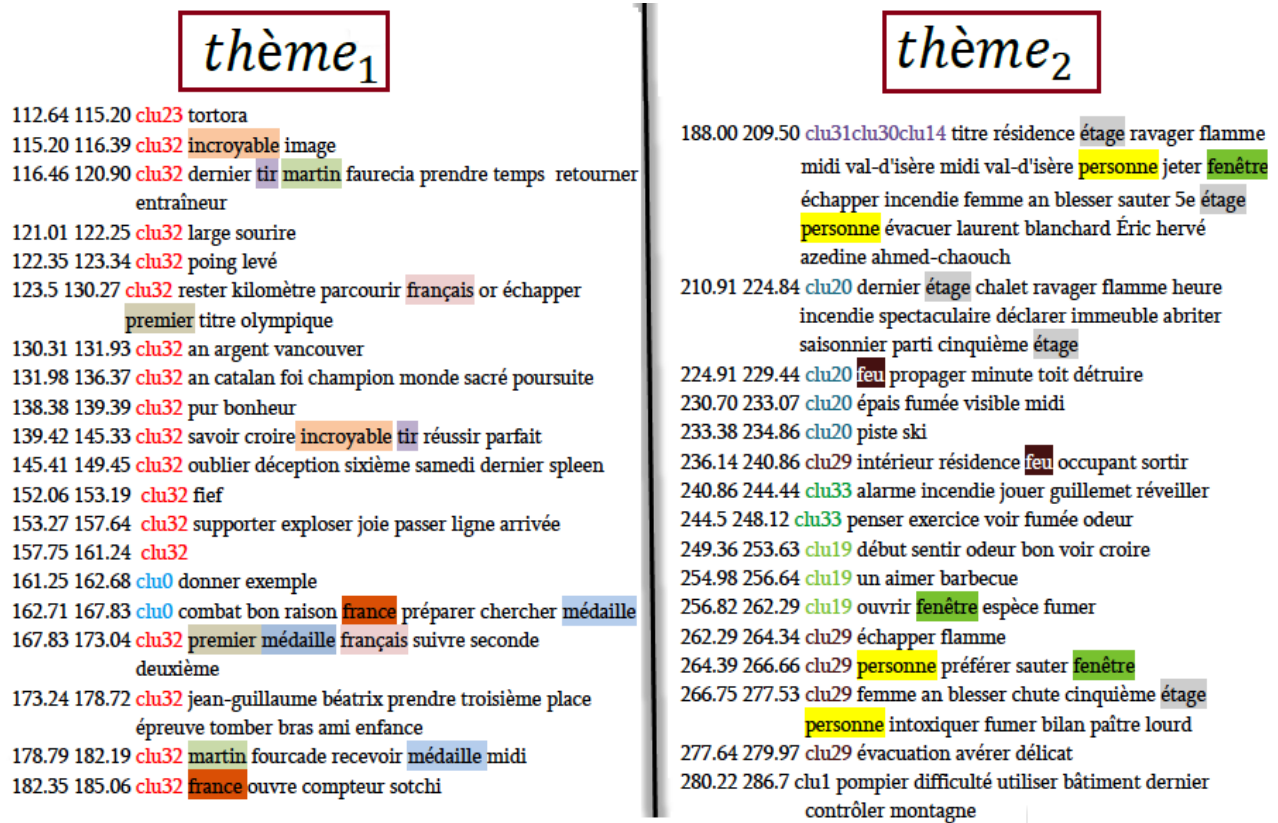 thème₁
112.64 115.20 clu23 tortora
115.20 116.39 clu32 incroyable image
116.46 120.90 clu32 dernier tir martin faurecia prendre temps retourner
entraîneur
121.01 122.25 clu32 large sourire
122.35 123.34 clu32 poing levé
123.5 130.27 clu32 rester kilomètre parcourir français or échapper
premier titre olympique
130.31 131.93 clu32 an argent vancouver
131.98 136.37 clu32 an catalan foi champion monde sacré poursuite
138.38 139.39 clu32 pur bonheur
139.42 145.33 clu32 savoir croire incroyable tir réussir parfait
145.41 149.45 clu32 oublier déception sixième samedi dernier spleen
152.06 153.19 clu32 fief
153.27 157.64 clu32 supporter exploser joie passer ligne arrivée
157.75 161.24 clu32
161.25 162.68 clu0 donner exemple
162.71 167.83 clu0 combat bon raison france préparer chercher médaille
167.83 173.04 clu32 premier médaille français suivre seconde
deuxième
173.24 178.72 clu32 jean-guillaume béatrix prendre troisième place
épreuve tomber bras ami enfance
178.79 182.19 clu32 martin fourcade recevoir médaille midi
182.35 185.06 clu32 france ouvre compteur sotchi
thème₂
188.00 209.50 clu31clu30clu14 titre résidence étage ravager flamme
midi val-d'isère midi val-d'isère personne jeter fenêtre
échapper incendie femme an blesser sauter 5e étage
personne évacuer laurent blanchard Éric hervé
azedine ahmed-chaouch
210.91 224.84 clu20 dernier étage chalet ravager flamme heure
incendie spectaculaire déclarer immeuble abriter
saisonnier parti cinquième étage
224.91 229.44 clu20 feu propager minute toit détruire
230.70 233.07 clu20 épais fumée visible midi
233.38 234.86 clu20 piste ski
236.14 240.86 clu29 intérieur résidence feu occupant sortir
240.86 244.44 clu33 alarme incendie jouer guillemet réveiller
244.5 248.12 clu33 penser exercice voir fumée odeur
249.36 253.63 clu19 début sentir odeur bon voir croire
254.98 256.64 clu19 un aimer barbecue
256.82 262.29 clu19 ouvrir fenêtre espèce fumer
262.29 264.34 clu29 échapper flamme
264.39 266.66 clu29 personne préférer sauter fenêtre
266.75 277.53 clu29 femme an blesser chute cinquième étage
personne intoxiquer fumer bilan paître lourd
277.64 279.97 clu29 évacuation avérer délicat
280.22 286.7 clu1 pompier difficulté utiliser bâtiment dernier
contrôler montagne